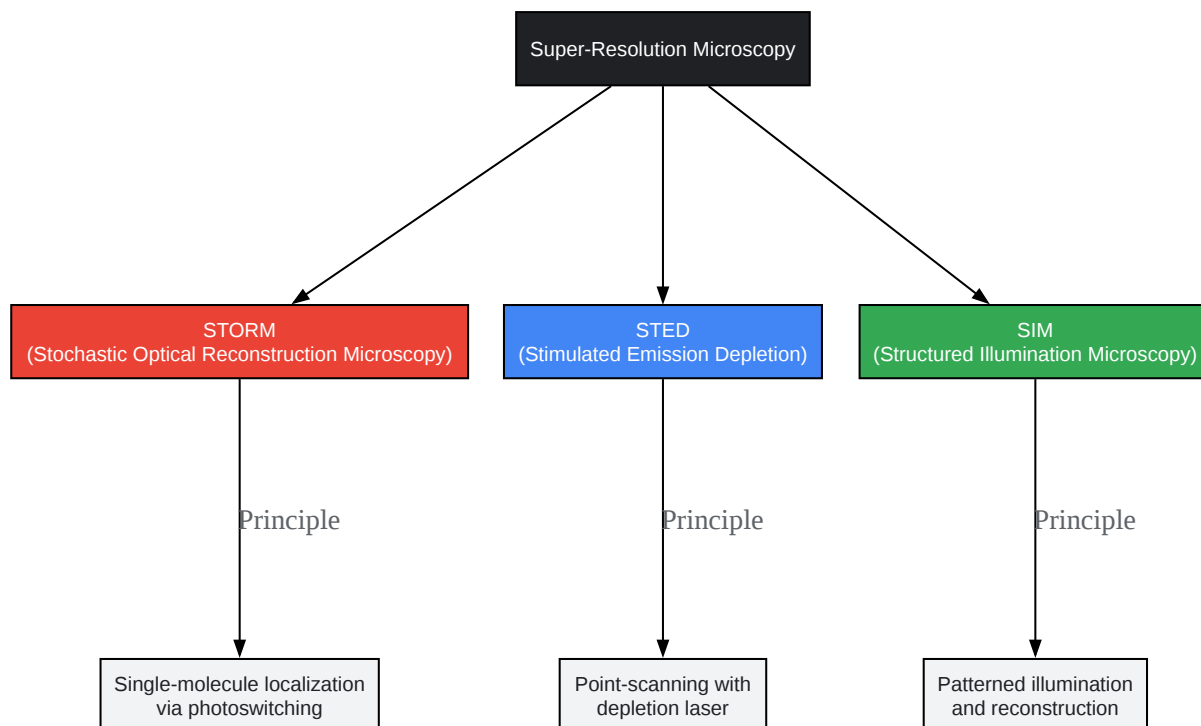 Super-Resolution Microscopy
STORM
(Stochastic Optical Reconstruction Microscopy)
STED
(Stimulated Emission Depletion)
SIM
(Structured Illumination Microscopy)
Principle
Principle
Principle
Single-molecule localization
via photoswitching
Point-scanning with
depletion laser
Patterned illumination
and reconstruction